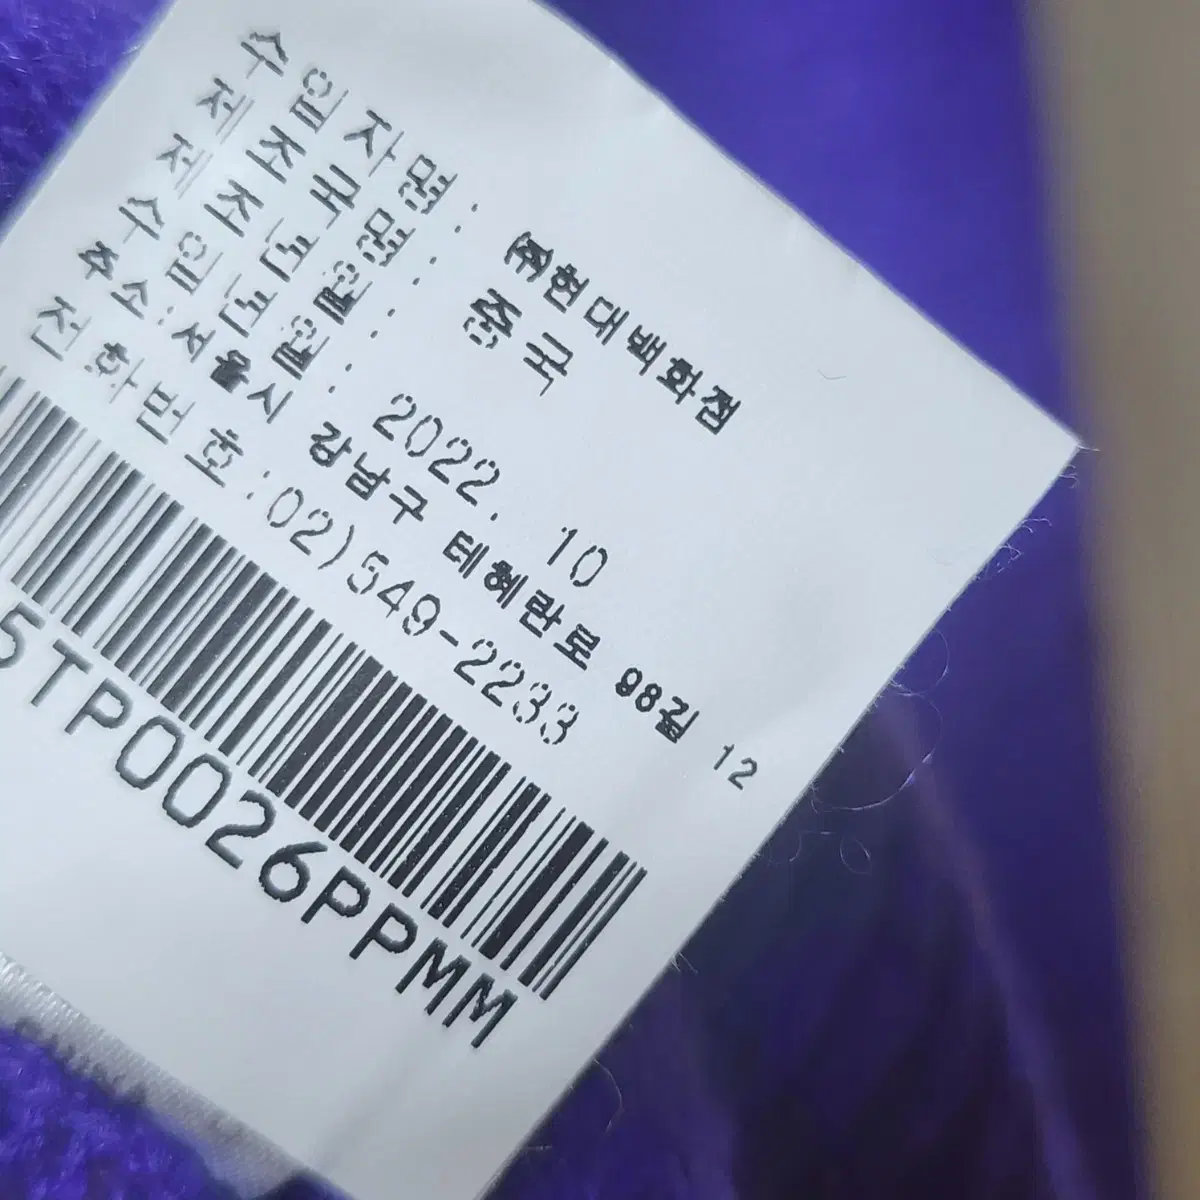 수입자명: ㈜현대백화점
제조국명: 중국
제조년월:
수입년월: 2022. 10
주소:서울시 강남구 테헤란로 98길 12
전화번호:02)549-2233
5TP0026PPMM